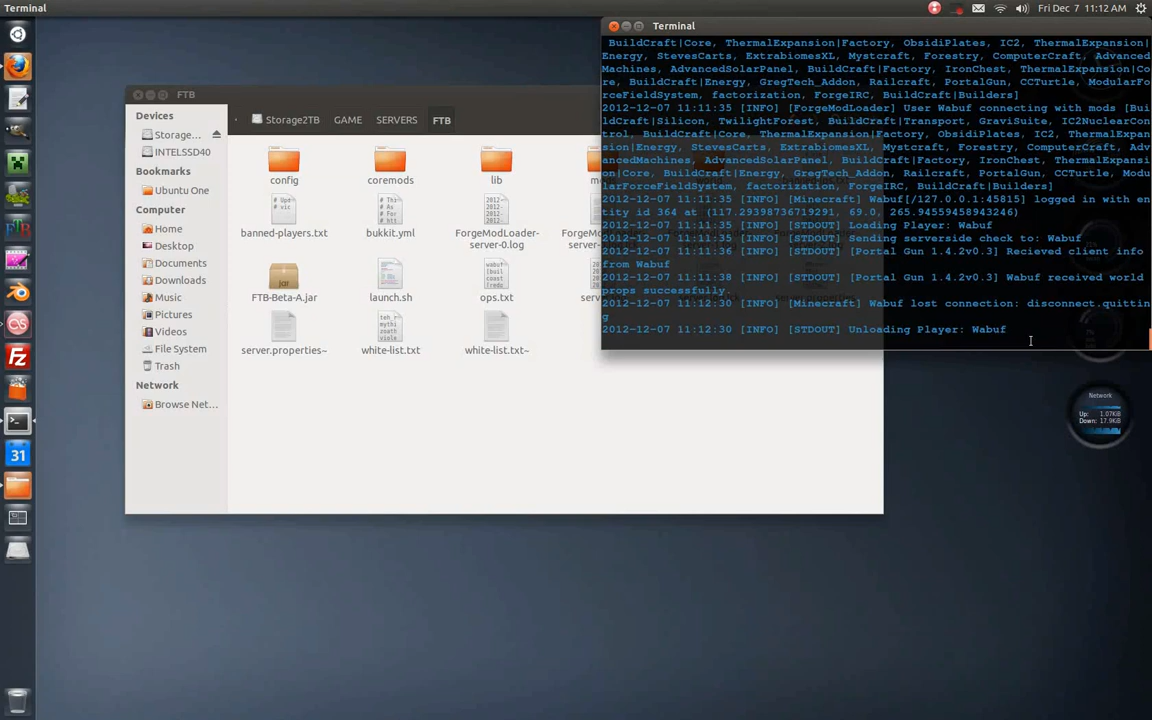 Terminal
Fri Dec 7 11:12 AM
Terminal
BuildCraft|Core, ThermalExpansion|Factory, ObsidiPlates, IC2, ThermalExpansion|
Energy, StevesCarts, ExtrabiomesXL, Mystcraft, Forestry, ComputerCraft, Advanced
Machines, AdvancedSolarPanel, BuildCraft|Factory, IronChest, ThermalExpansion|Co
re, BuildCraft|Energy, GregTech_Addon, Railcraft, PortalGun, CCTurtle, ModularFo
rceFieldSystem, factorization, ForgeIRC, BuildCraft|Builders]
2012-12-07 11:11:35 [INFO] [ForgeModLoader] User Wabuf connecting with mods [Bu
ildCraft|Silicon, TwilightForest, BuildCraft|Transport, GraviSuite, IC2NuclearCon
trol, BuildCraft|Core, ThermalExpansion|Factory, ObsidiPlates, IC2, ThermalExpan
sion|Energy, StevesCarts, ExtrabiomesXL, Mystcraft, Forestry, ComputerCraft, Adv
ancedMachines, AdvancedSolarPanel, BuildCraft|Factory, IronChest, ThermalExpansi
on|Core, BuildCraft|Energy, GregTech_Addon, Railcraft, PortalGun, CCTurtle, Modu
larForceFieldSystem, factorization, ForgeIRC, BuildCraft|Builders]
2012-12-07 11:11:35 [INFO] [Minecraft] Wabuf[/127.0.0.1:45815] logged in with en
tity id 364 at (117.29398736719291, 69.0, 265.94559458943246)
2012-12-07 11:11:35 [INFO] [STDOUT] Loading Player: Wabuf
2012-12-07 11:11:35 [INFO] [STDOUT] Sending serverside check to: Wabuf
2012-12-07 11:11:36 [INFO] [STDOUT] [Portal Gun 1.4.2v0.3] Recieved client info
from Wabuf
2012-12-07 11:11:38 [INFO] [STDOUT] [Portal Gun 1.4.2v0.3] Wabuf received world
props successfully.
2012-12-07 11:12:30 [INFO] [Minecraft] Wabuf lost connection: disconnect.quittin
g
2012-12-07 11:12:30 [INFO] [STDOUT] Unloading Player: Wabuf
FTB
Devices
Storage...
INTELSSD40
Bookmarks
Ubuntu One
Computer
Home
Desktop
Documents
Downloads
Music
Pictures
Videos
File System
Trash
Network
Browse Net...
Storage2TB GAME SERVERS FTB
config coremods lib
banned-players.txt bukkit.yml ForgeModLoader-
server-0.log
FTB-Beta-A.jar launch.sh ops.txt
server.properties~ white-list.txt white-list.txt~
31
Network
Up: 1.07KiB
Down: 17.9KiB